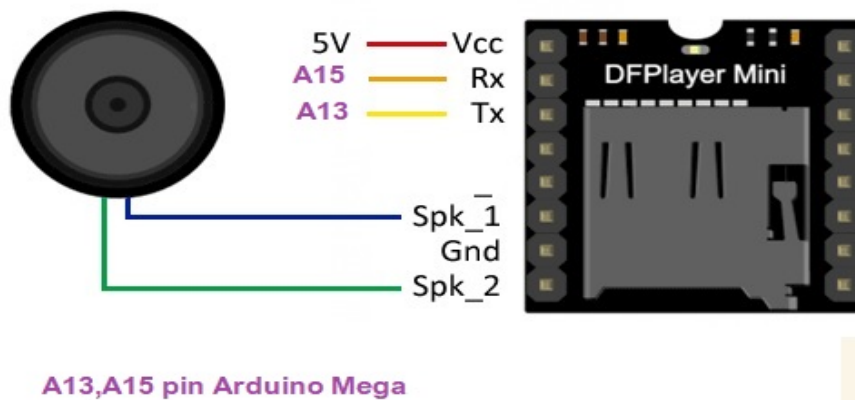 5V Vcc
A15 Rx
A13 Tx
DFPlayer Mini
_
Spk_1
Gnd
Spk_2
A13,A15 pin Arduino Mega